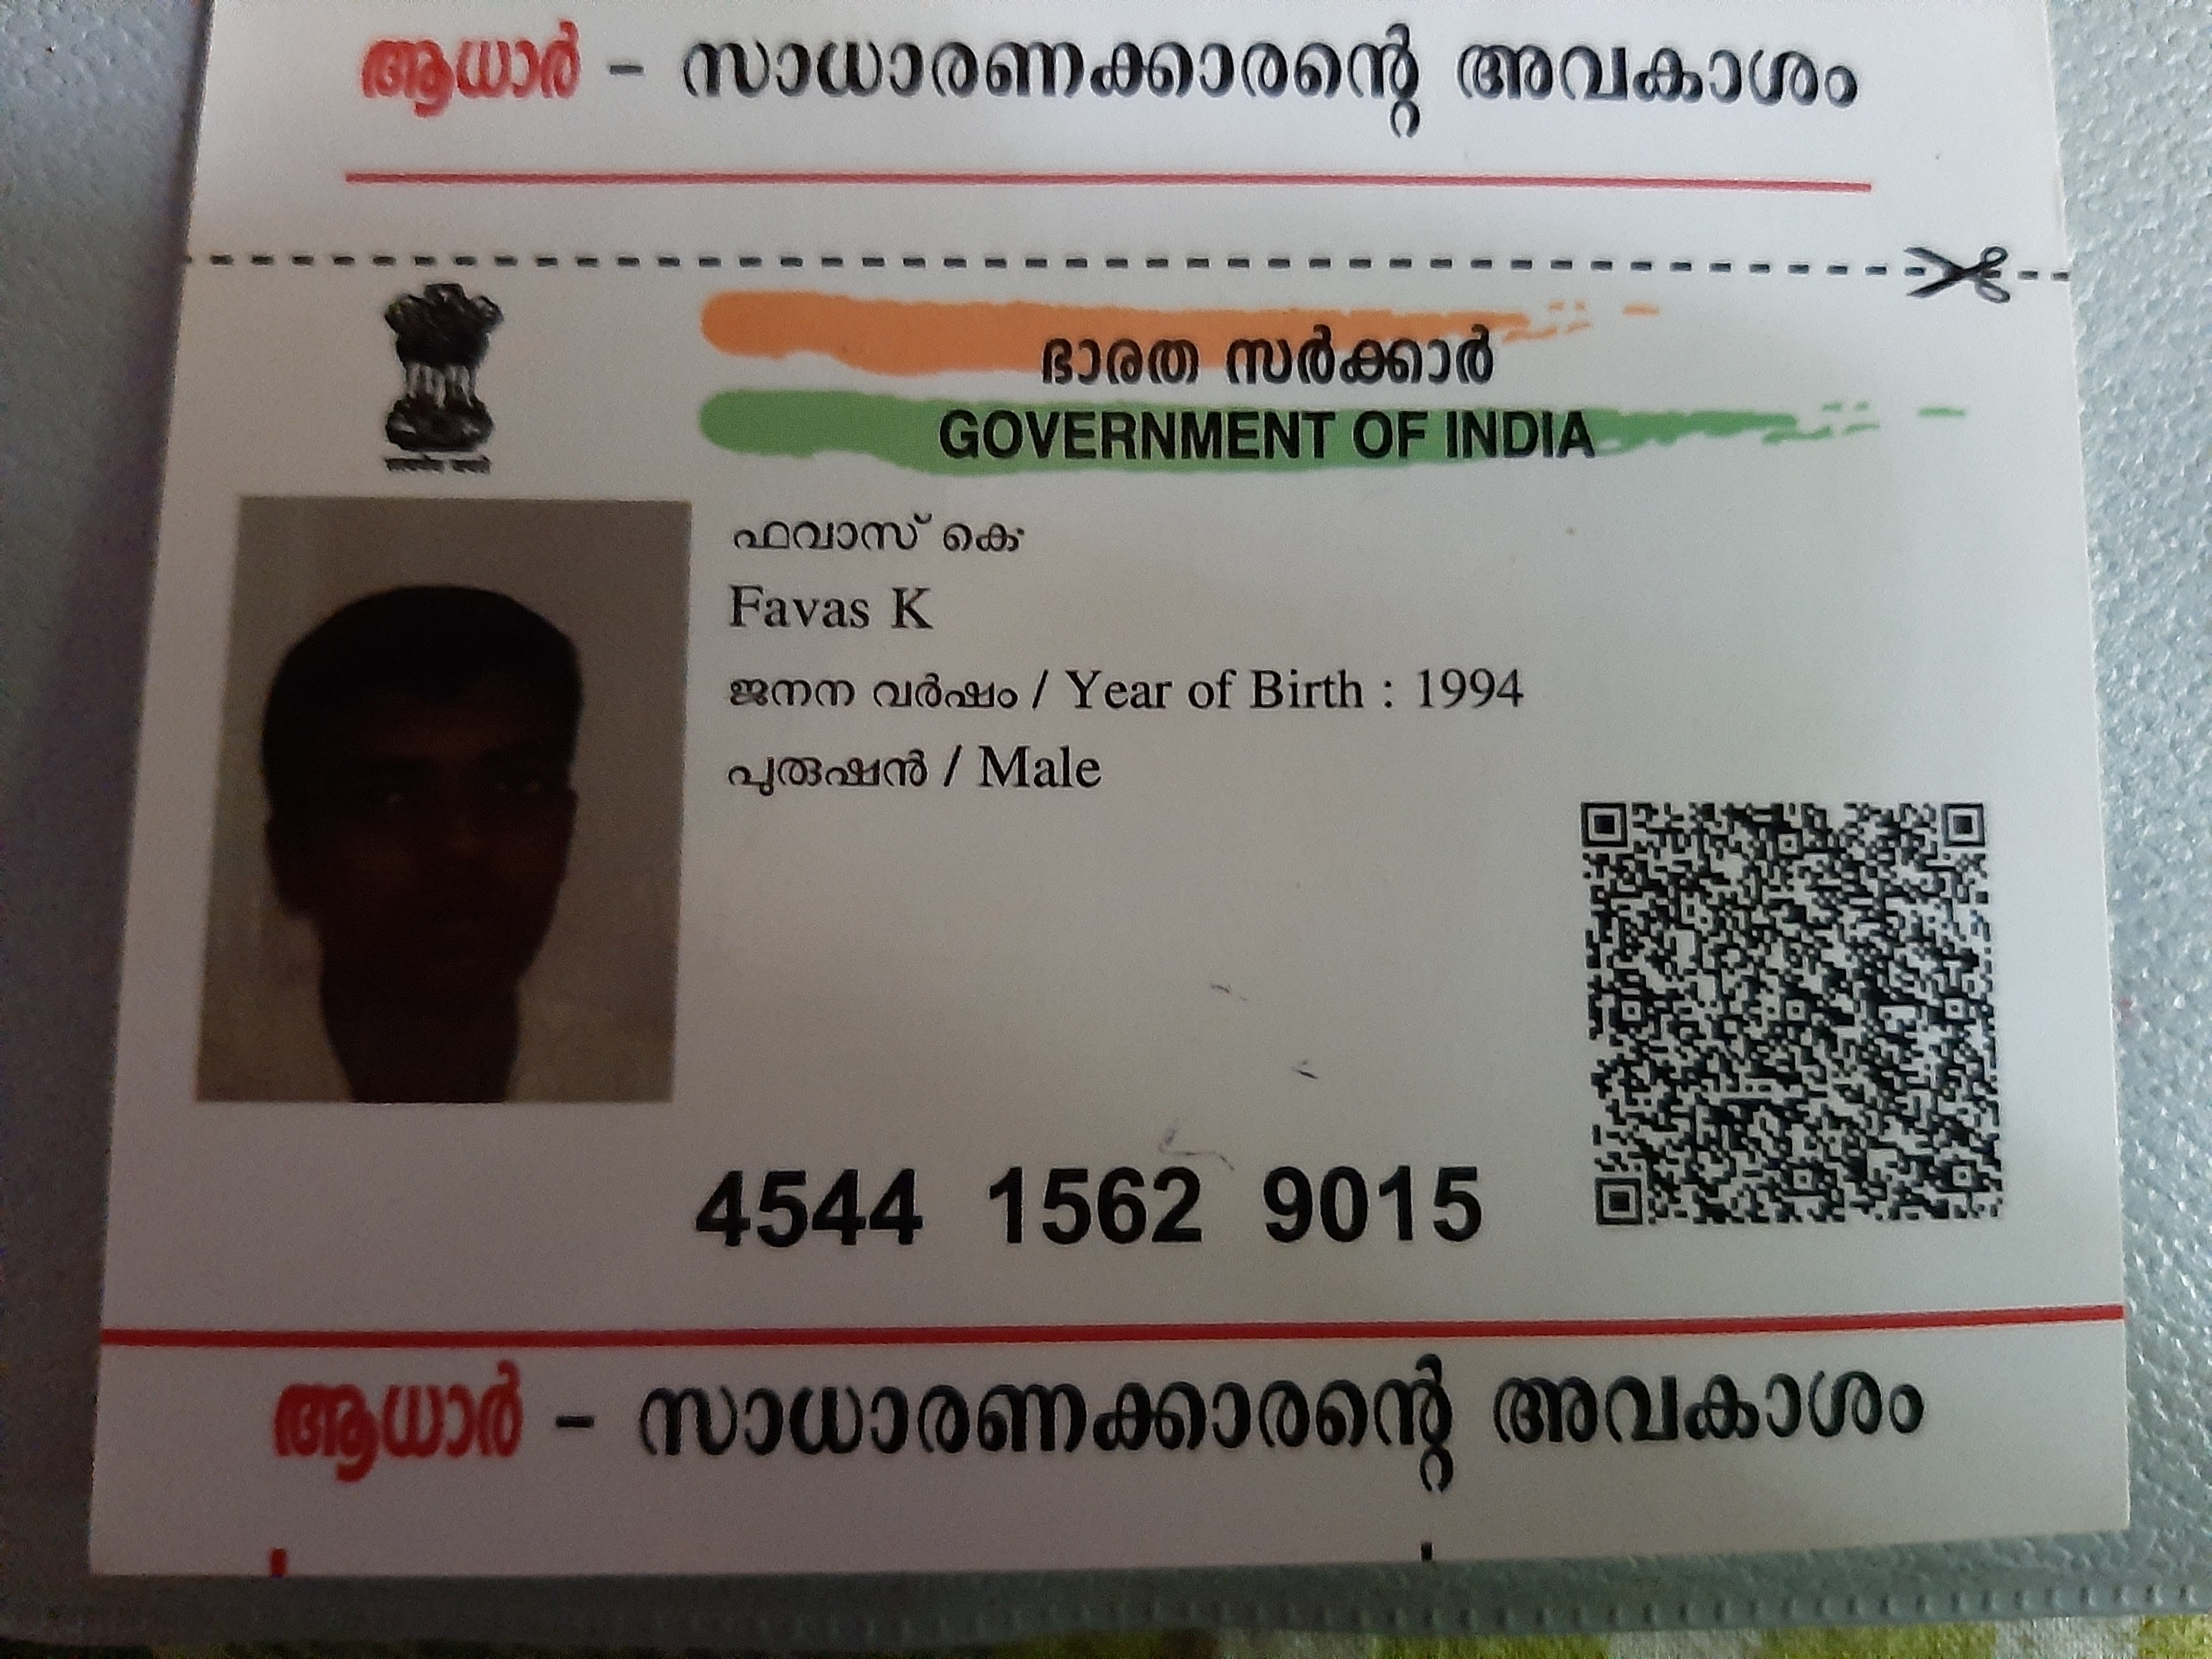 ആധാർ - സാധാരണക്കാരന്റെ അവകാശം
ഭാരത സർക്കാർ
GOVERNMENT OF INDIA
ഫവാസ് കെ
Favas K
ജനന വർഷം / Year of Birth : 1994
പുരുഷൻ / Male
4544 1562 9015
ആധാർ - സാധാരണക്കാരന്റെ അവകാശം